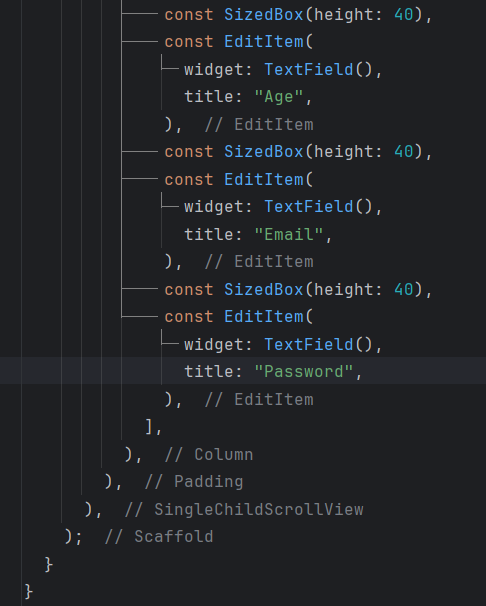 const SizedBox(height: 40),
const EditItem(
widget: TextField(),
title: "Age",
), // EditItem
const SizedBox(height: 40),
const EditItem(
widget: TextField(),
title: "Email",
), // EditItem
const SizedBox(height: 40),
const EditItem(
widget: TextField(),
title: "Password",
), // EditItem
],
), // Column
), // Padding
), // SingleChildScrollView
); // Scaffold
}
}